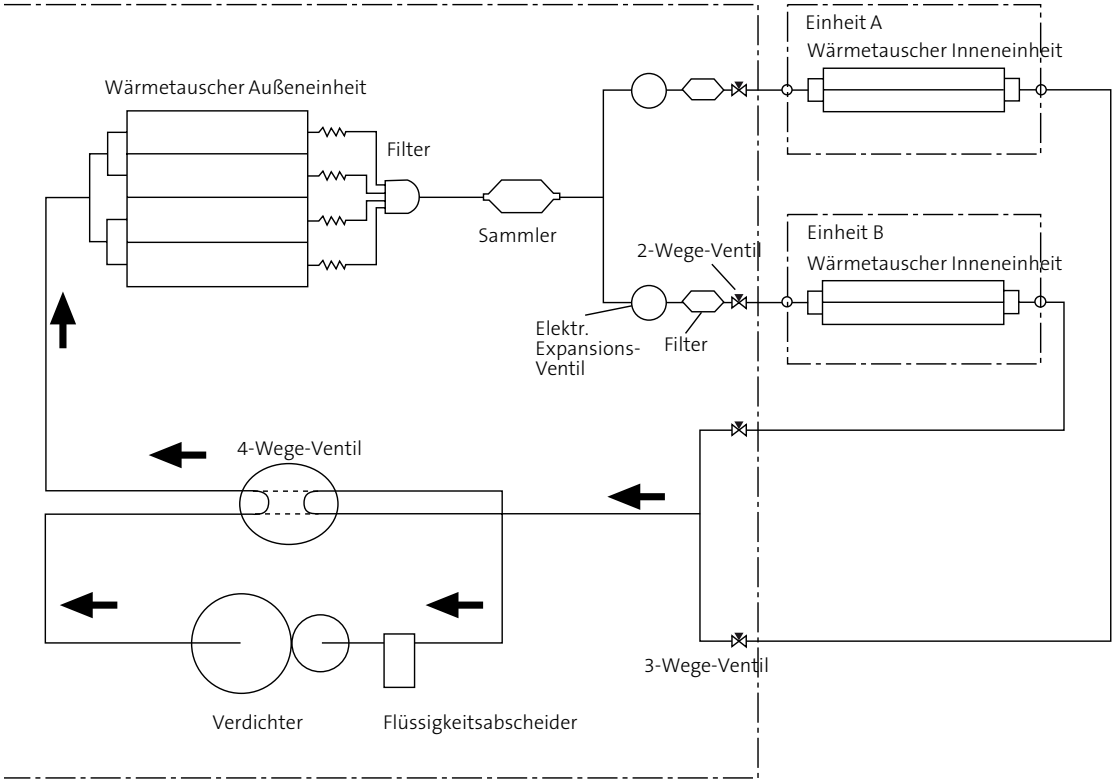 Einheit A
Wärmetauscher Inneneinheit
Wärmetauscher Außeneinheit
Filter
Sammler
Einheit B
2-Wege-Ventil
Wärmetauscher Inneneinheit
Elektr.
Expansions-
Ventil
Filter
4-Wege-Ventil
3-Wege-Ventil
Verdichter
Flüssigkeitsabscheider